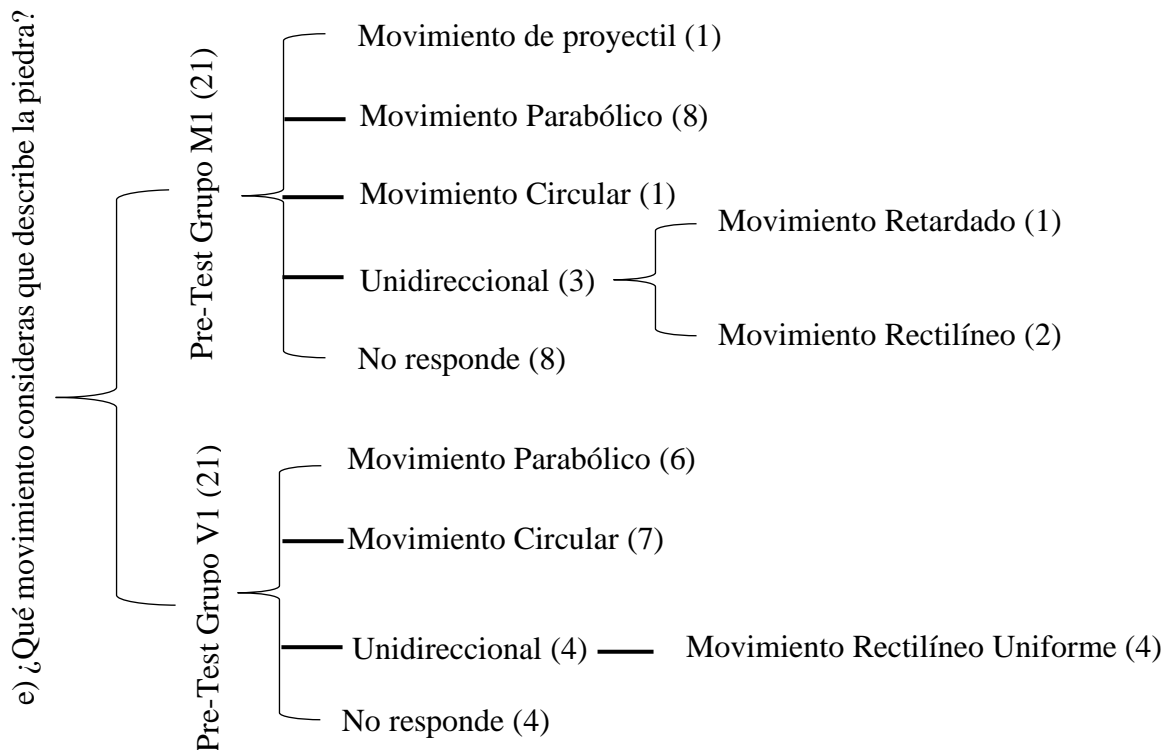 e) ¿Qué movimiento consideras que describe la piedra?
Pre-Test Grupo M1 (21)
Movimiento de proyectil (1)
Movimiento Parabólico (8)
Movimiento Circular (1)
Unidireccional (3)
Movimiento Retardado (1)
Movimiento Rectilíneo (2)
No responde (8)
Pre-Test Grupo V1 (21)
Movimiento Parabólico (6)
Movimiento Circular (7)
Unidireccional (4)
Movimiento Rectilíneo Uniforme (4)
No responde (4)